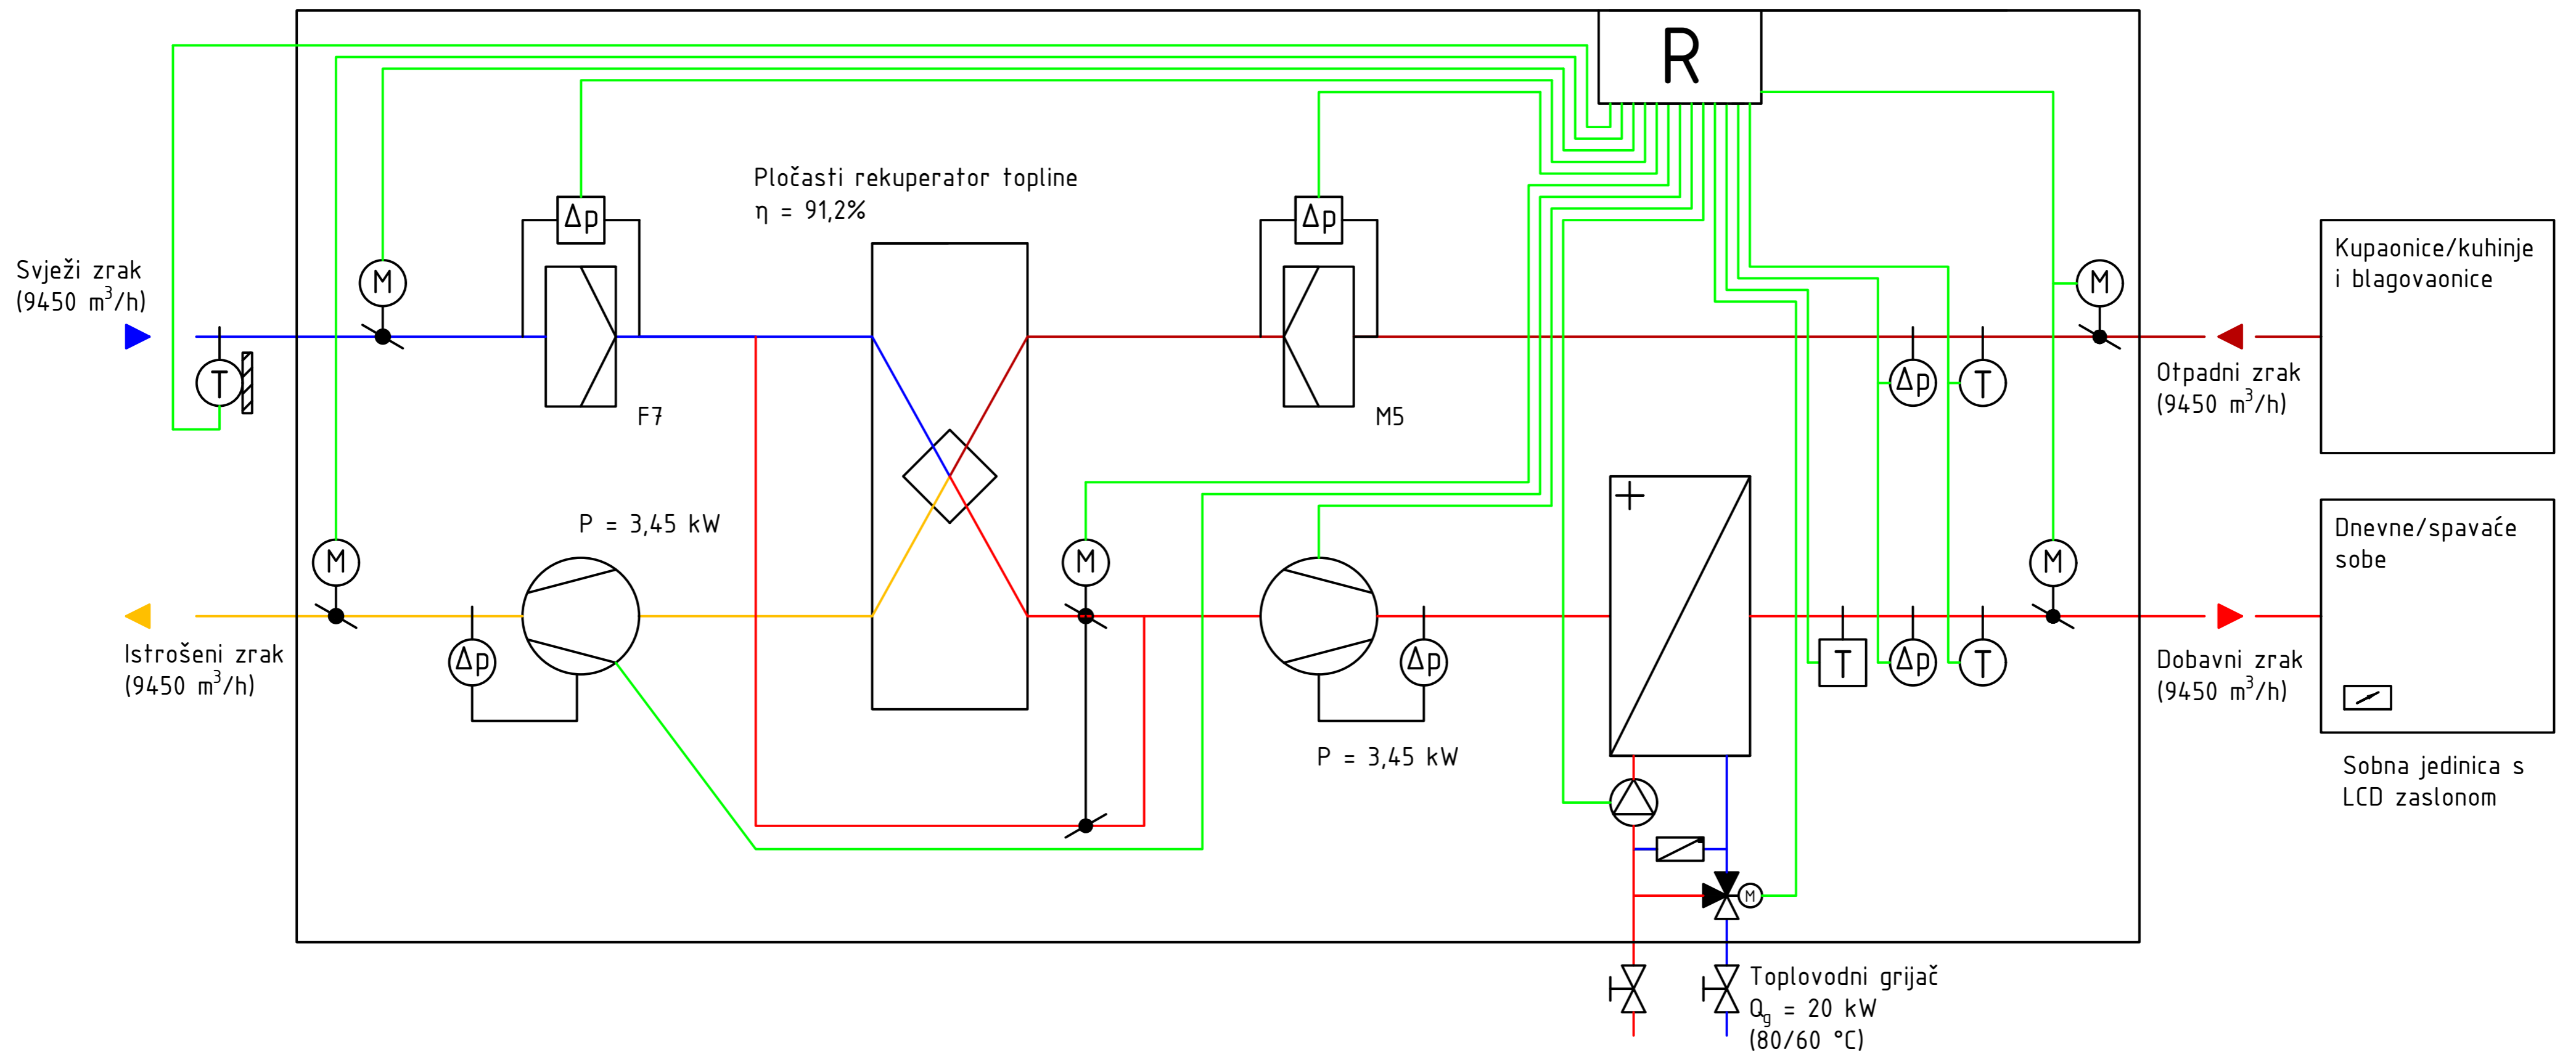 R
Pločasti rekuperator topline
η = 91,2%
Δp
Δp
Svježi zrak
(9450 m³/h)
M
M
Kupaonice/kuhinje
i blagovaonice
T
F7
M5
Δp
T
Otpadni zrak
(9450 m³/h)
P = 3,45 kW
M
M
M
Dnevne/spavaće
sobe
Istrošeni zrak
(9450 m³/h)
Δp
Δp
T
Δp
T
Dobavni zrak
(9450 m³/h)
P = 3,45 kW
Sobna jedinica s
LCD zaslonom
M
Toplovodni grijač
Qg = 20 kW
(80/60 °C)